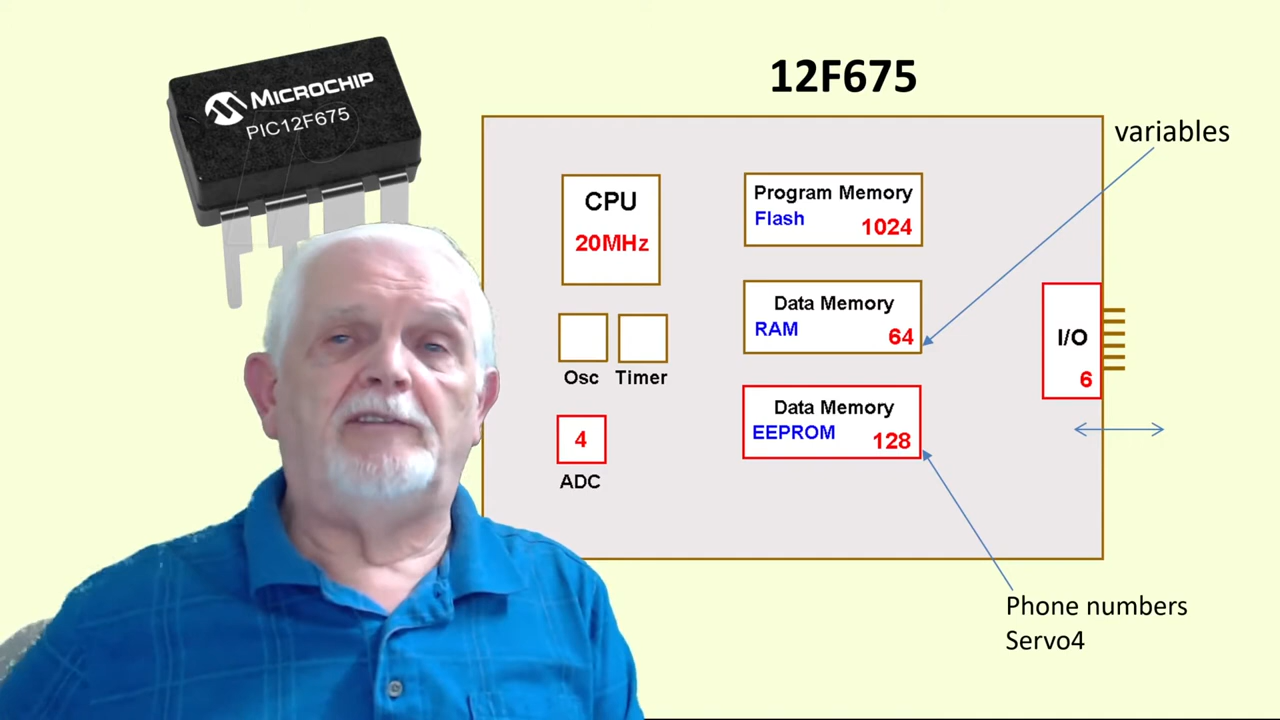 MICROCHIP
PIC12F675
12F675
variables
CPU
20MHz
Program Memory
Flash 1024
Data Memory
RAM 64
Osc Timer
I/O
6
Data Memory
EEPROM 128
4
ADC
Phone numbers
Servo4